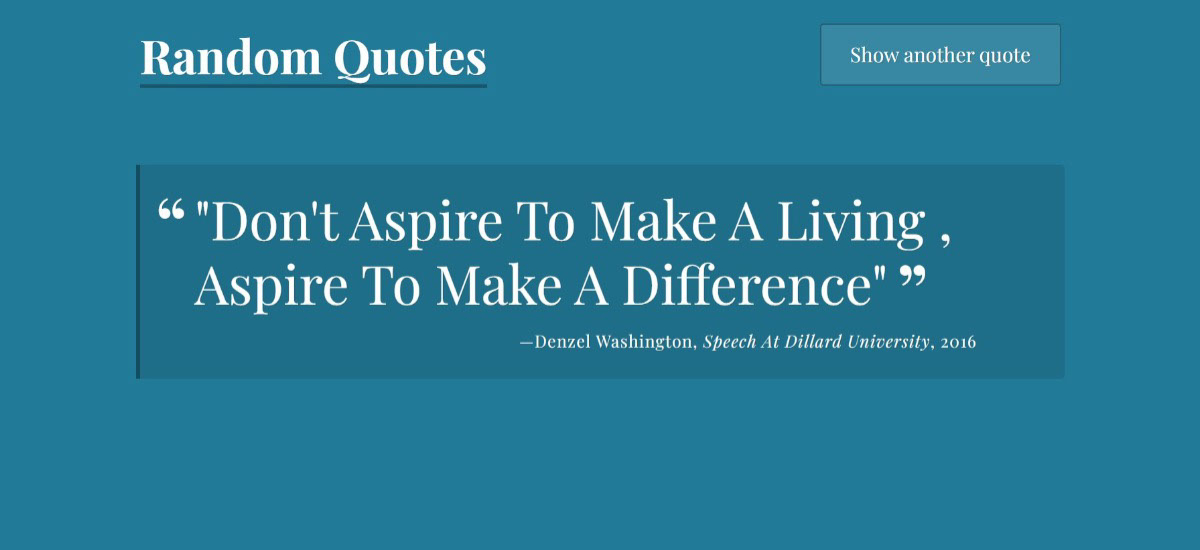 Random Quotes
Show another quote
“ "Don't Aspire To Make A Living ,
Aspire To Make A Difference" ”
—Denzel Washington, Speech At Dillard University, 2016